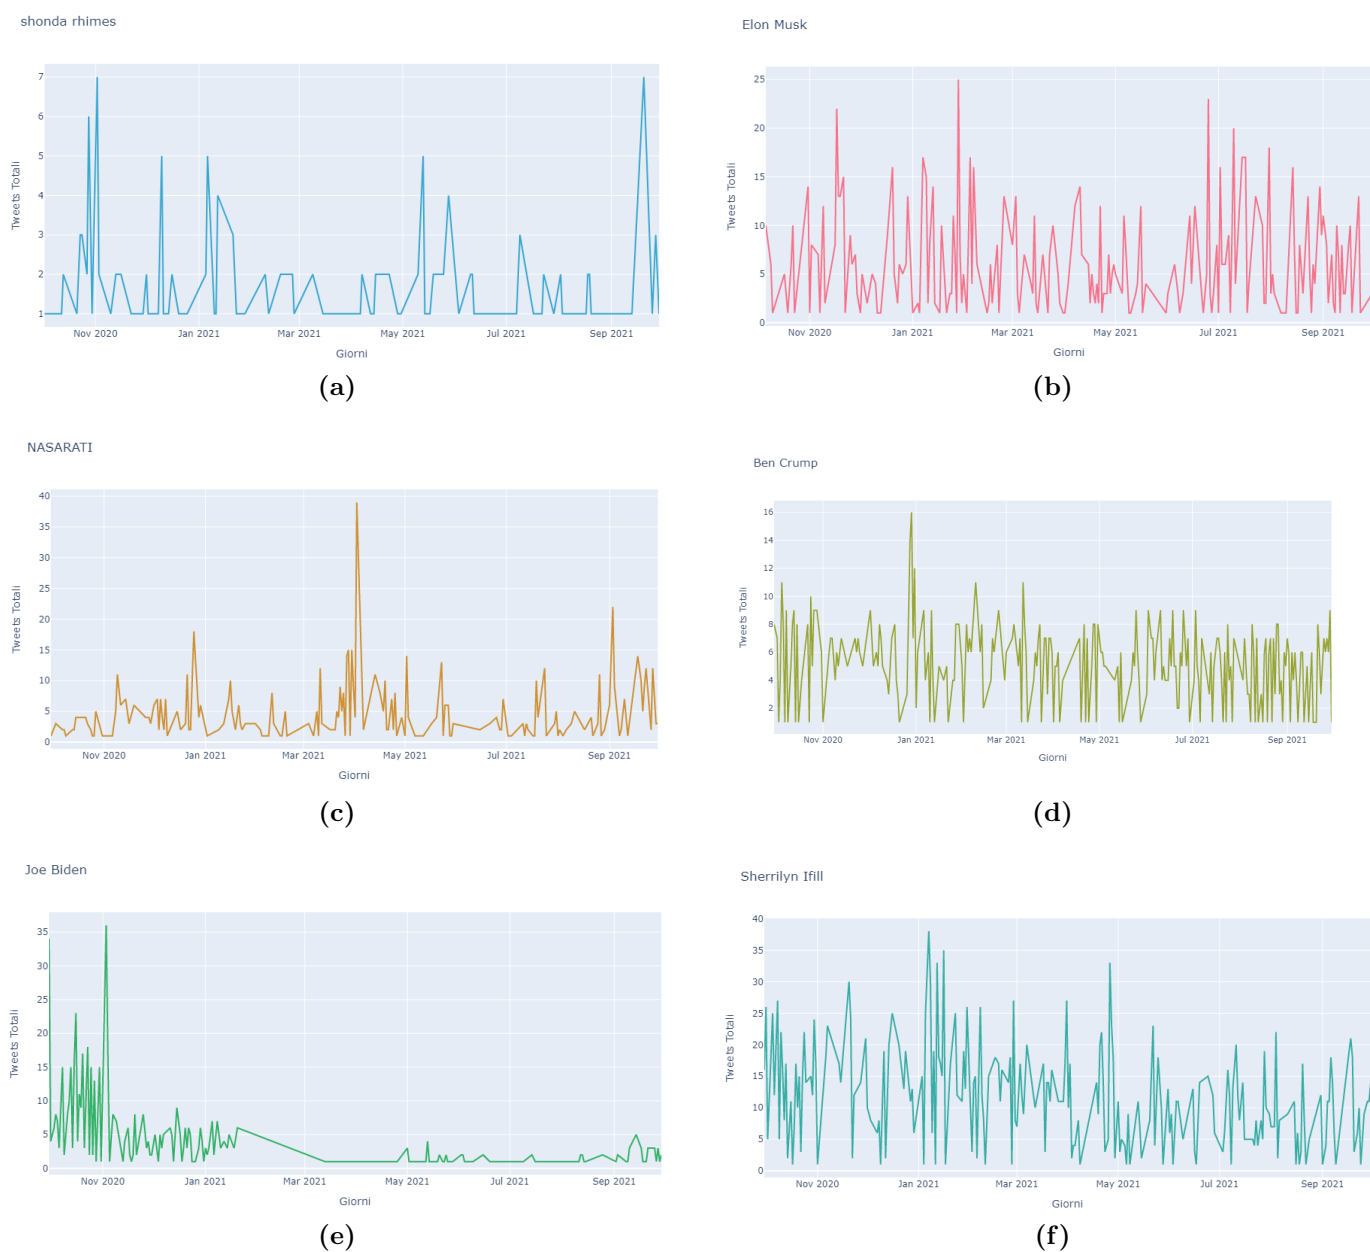 shonda rhimes
7
6
5
4
3
2
1
Tweets Totali
Nov 2020 Jan 2021 Mar 2021 May 2021 Jul 2021 Sep 2021
Giorni
(a)
Elon Musk
25
20
15
10
5
0
Tweets Totali
Nov 2020 Jan 2021 Mar 2021 May 2021 Jul 2021 Sep 2021
Giorni
(b)
NASARATI
40
35
30
25
20
15
10
5
0
Tweets Totali
Nov 2020 Jan 2021 Mar 2021 May 2021 Jul 2021 Sep 2021
Giorni
(c)
Ben Crump
16
14
12
10
8
6
4
2
Tweets Totali
Nov 2020 Jan 2021 Mar 2021 May 2021 Jul 2021 Sep 2021
Giorni
(d)
Joe Biden
35
30
25
20
15
10
5
0
Tweets Totali
Nov 2020 Jan 2021 Mar 2021 May 2021 Jul 2021 Sep 2021
Giorni
(e)
Sherrilyn Ifill
40
35
30
25
20
15
10
5
0
Tweets Totali
Nov 2020 Jan 2021 Mar 2021 May 2021 Jul 2021 Sep 2021
Giorni
(f)